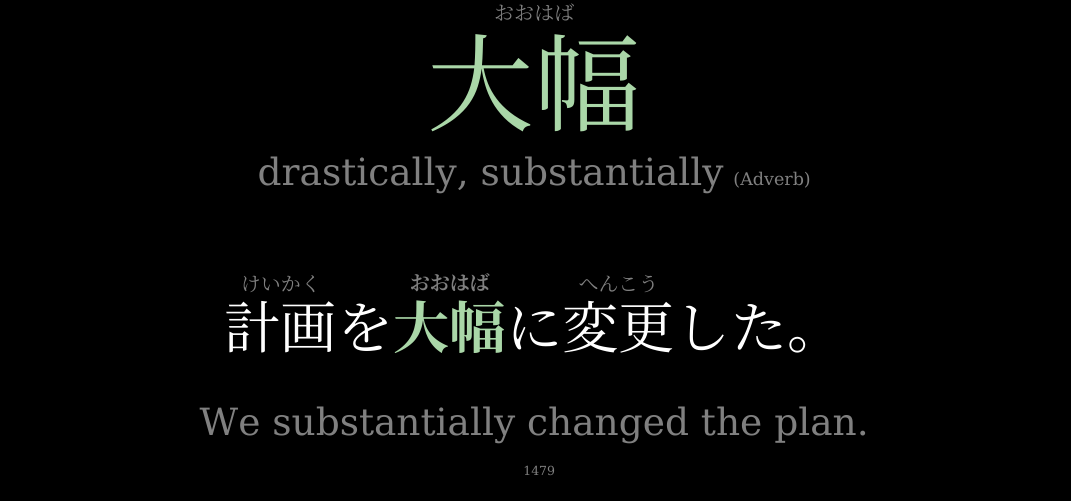 おおはば
大幅
drastically, substantially (Adverb)
けいかく おおはば へんこう
計画を大幅に変更した。
We substantially changed the plan.
1479